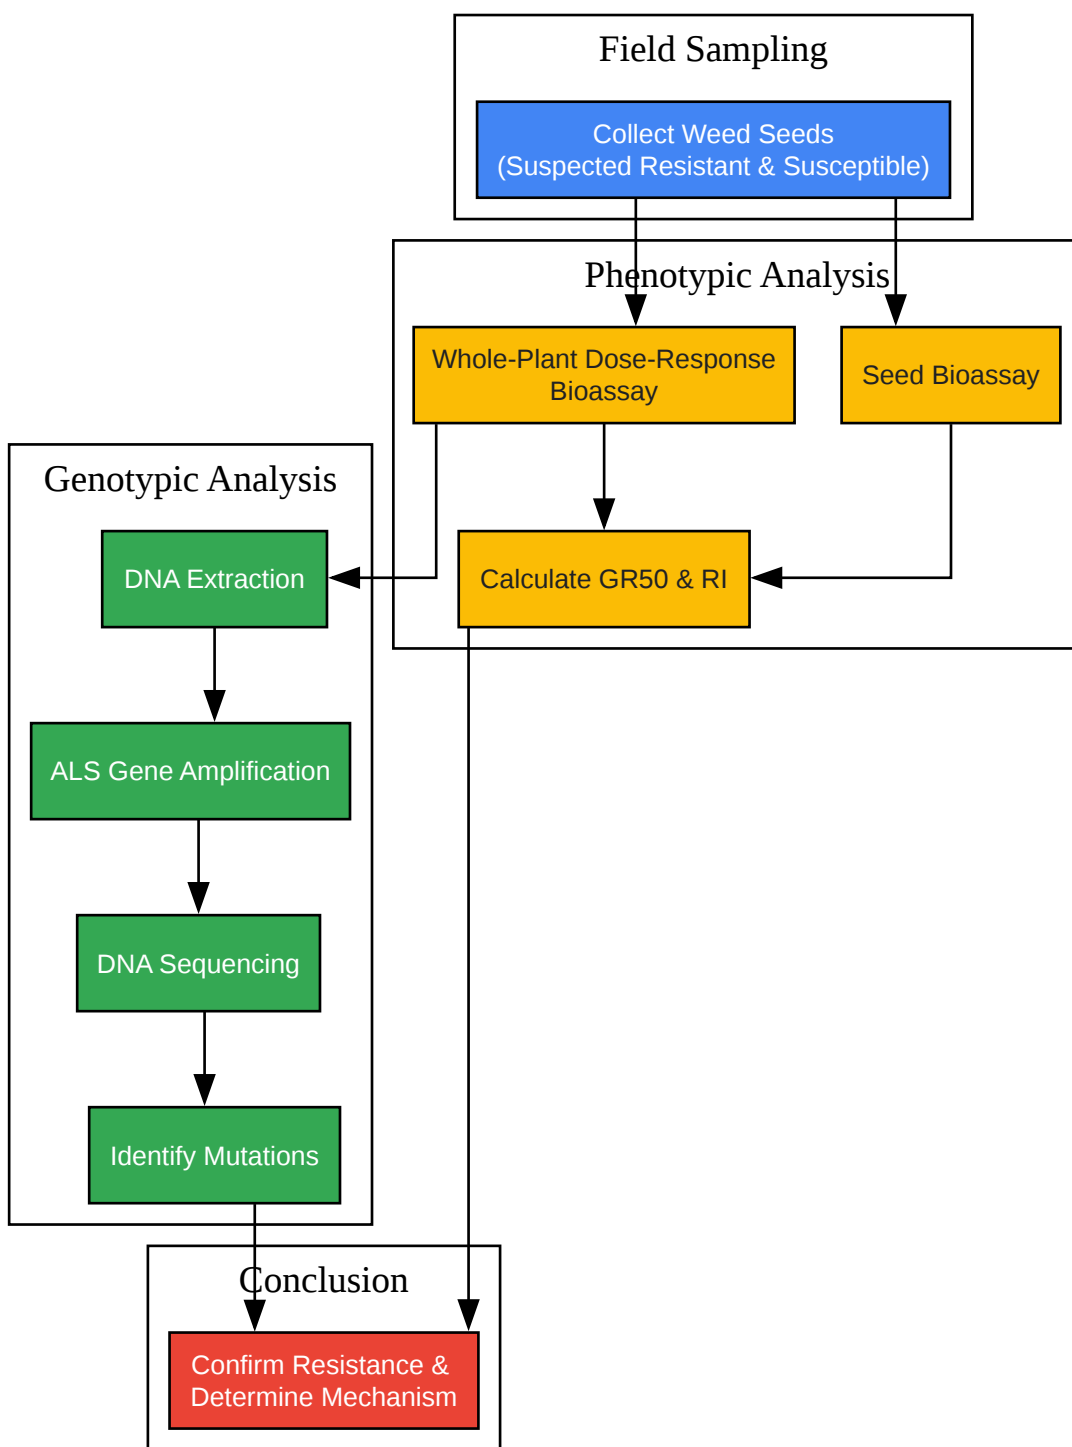 Field Sampling
Collect Weed Seeds
(Suspected Resistant & Susceptible)
Phenotypic Analysis
Whole-Plant Dose-Response
Bioassay
Seed Bioassay
Calculate GR50 & RI
Genotypic Analysis
DNA Extraction
ALS Gene Amplification
DNA Sequencing
Identify Mutations
Conclusion
Confirm Resistance &
Determine Mechanism